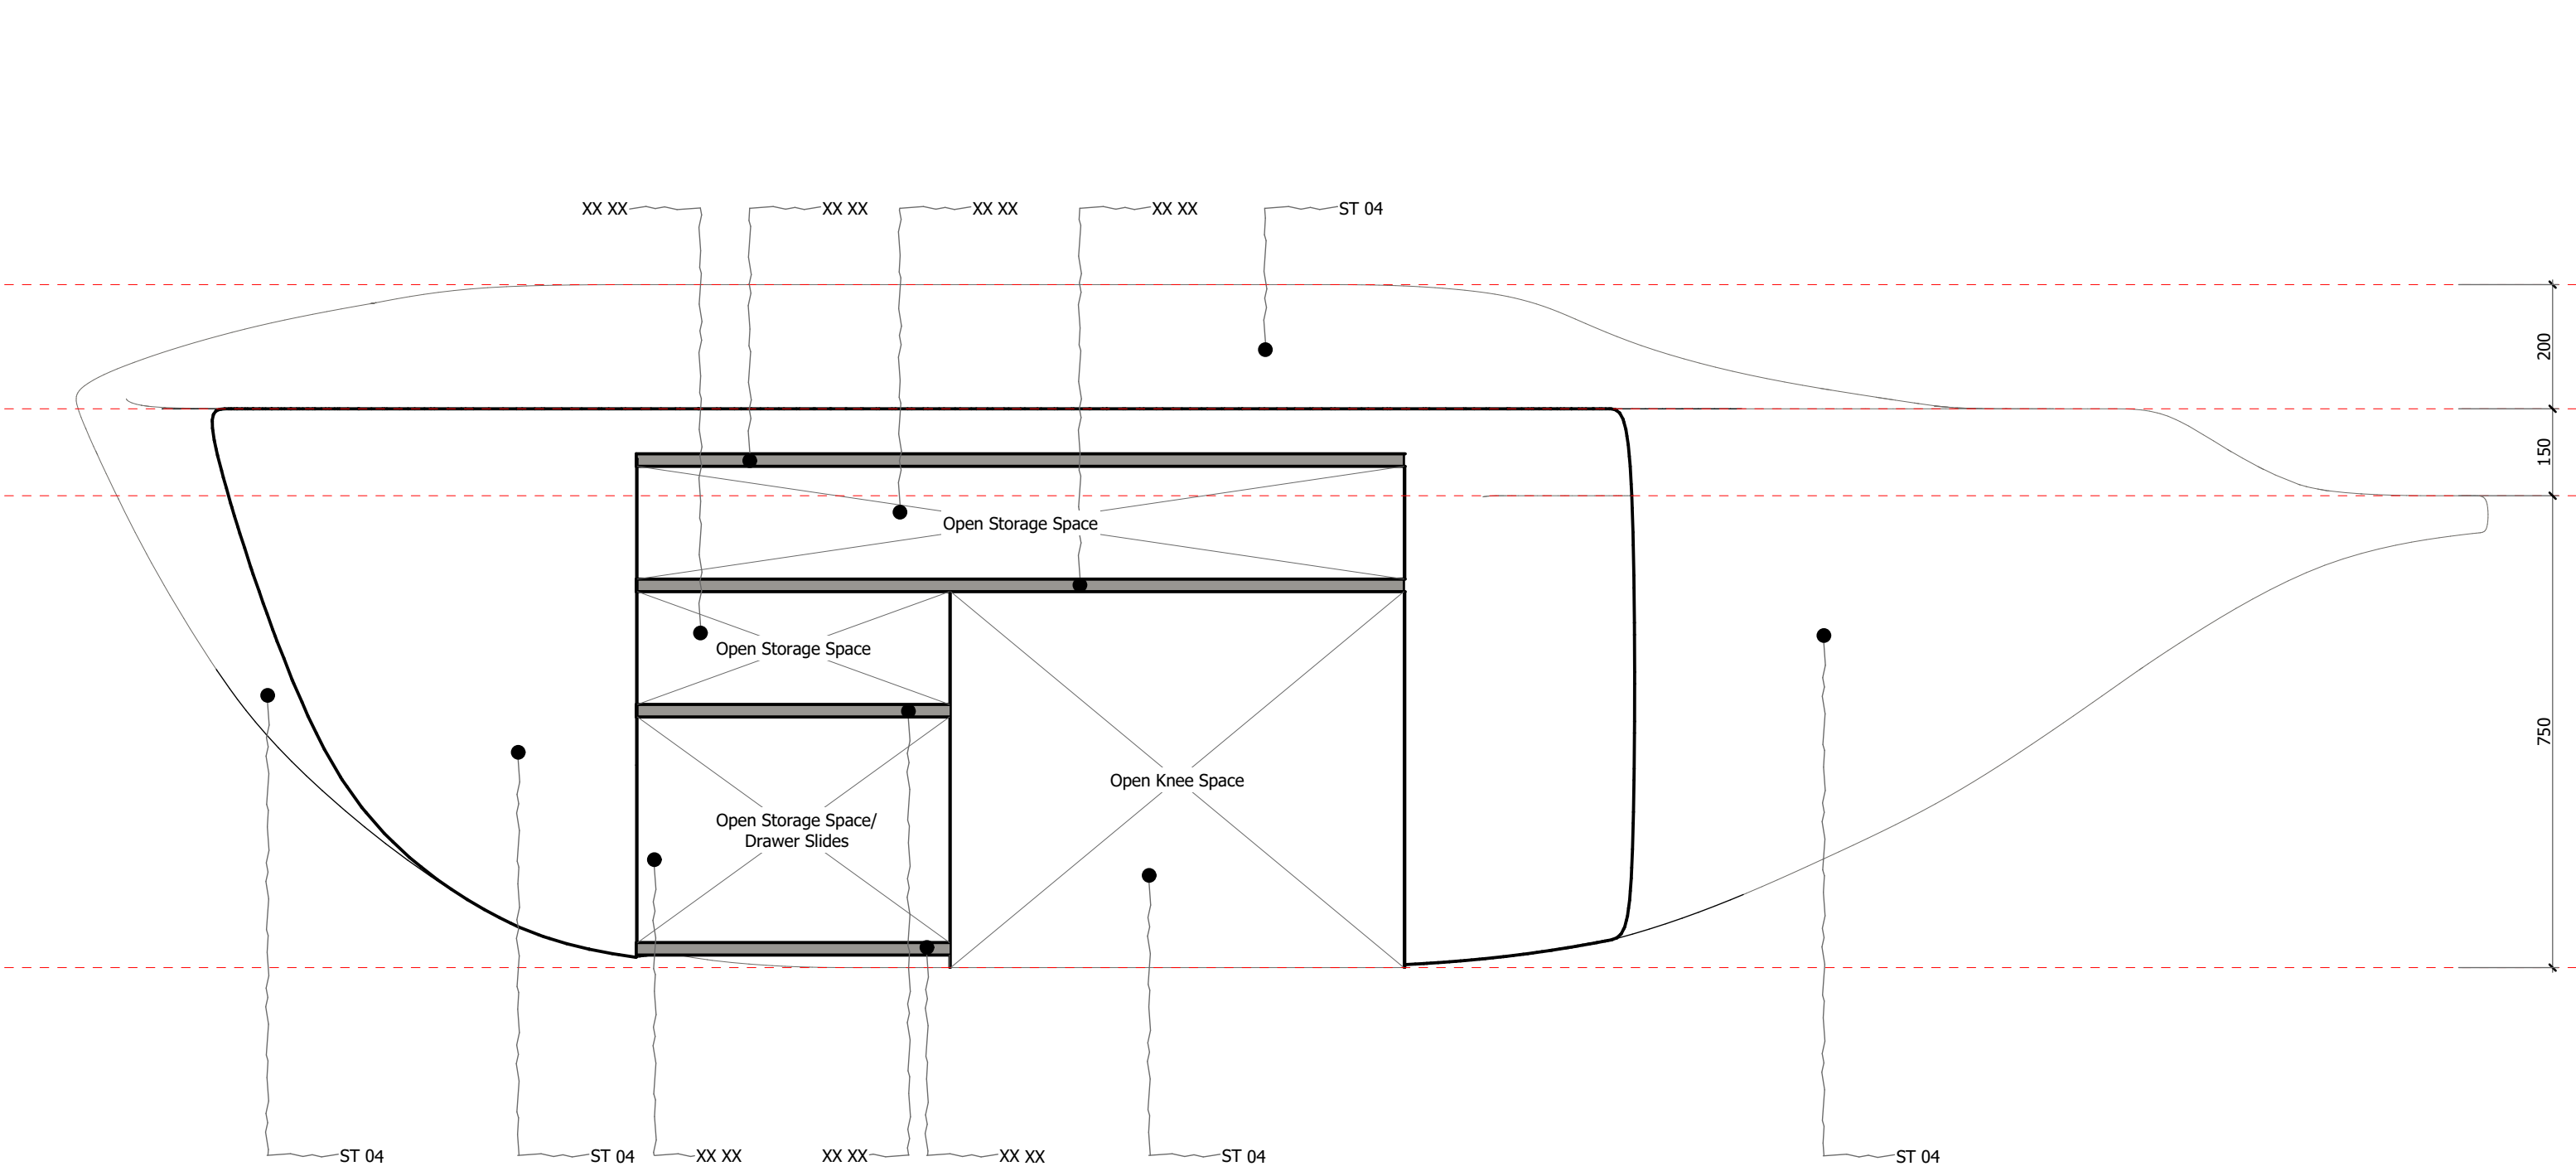 XX XX
XX XX
XX XX
XX XX
ST 04
200
150
Open Storage Space
Open Storage Space
750
Open Knee Space
Open Storage Space/
Drawer Slides
ST 04
ST 04
XX XX
XX XX
XX XX
ST 04
ST 04